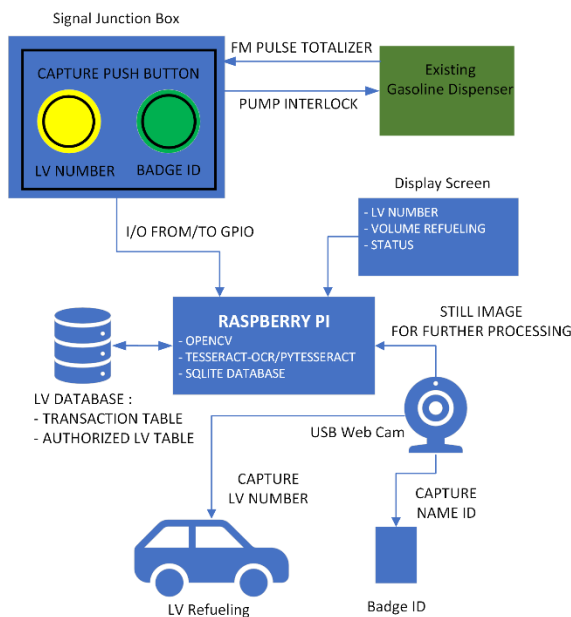 Signal Junction Box
CAPTURE PUSH BUTTON
LV NUMBER
BADGE ID
FM PULSE TOTALIZER
PUMP INTERLOCK
Existing
Gasoline Dispenser
Display Screen
- LV NUMBER
- VOLUME REFUELING
- STATUS
I/O FROM/TO GPIO
RASPBERRY PI
- OPENCV
- TESSERACT-OCR/PYTESSERACT
- SQLITE DATABASE
STILL IMAGE
FOR FURTHER PROCESSING
LV DATABASE :
- TRANSACTION TABLE
- AUTHORIZED LV TABLE
USB Web Cam
CAPTURE
LV NUMBER
CAPTURE
NAME ID
LV Refueling
Badge ID